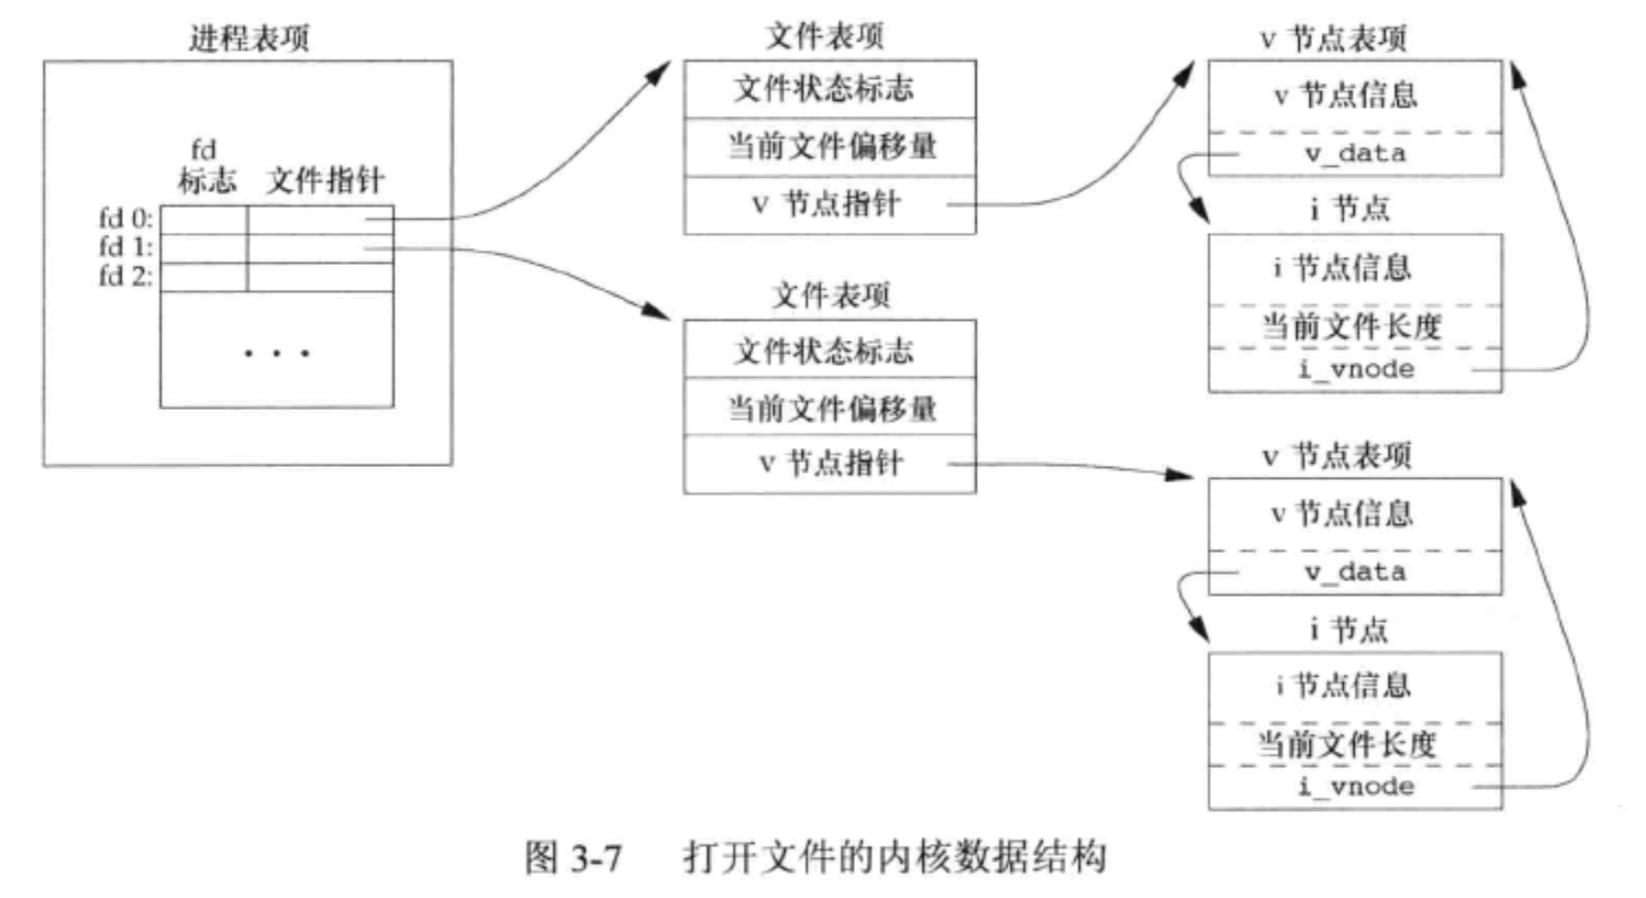 进程表项
fd
标志 文件指针
fd 0:
fd 1:
fd 2:
...
文件表项
文件状态标志
当前文件偏移量
v 节点指针
文件表项
文件状态标志
当前文件偏移量
v 节点指针
v 节点表项
v 节点信息
v_data
i 节点
i 节点信息
当前文件长度
i_vnode
v 节点表项
v 节点信息
v_data
i 节点
i 节点信息
当前文件长度
i_vnode
图 3-7 打开文件的内核数据结构